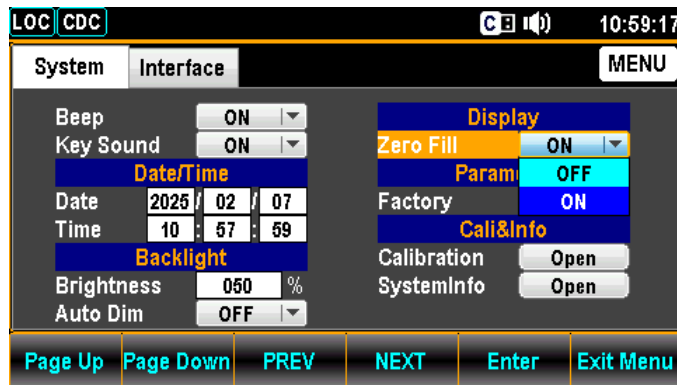 LOC CDC C 10:59:17
System Interface MENU
Beep ON
Key Sound ON
Date/Time
Date 2025 / 02 / 07
Time 10 : 57 : 59
Backlight
Brightness 050 %
Auto Dim OFF
Display
Zero Fill ON
OFF
ON
Param
Factory
Cali&Info
Calibration Open
SystemInfo Open
Page Up Page Down PREV NEXT Enter Exit Menu